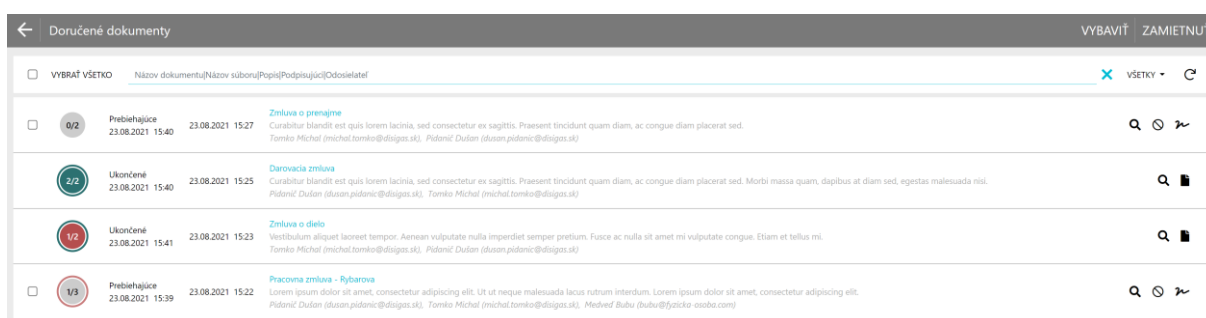 Doručené dokumenty
VYBAVIŤ ZAMIETNUŤ
VYBRAŤ VŠETKO Názov dokumentu|Názov súboru|Popis|Podpisujúci|Odosielateľ VŠETKY
Zmluva o prenajme
0/2 Prebiehajúce 23.08.2021 15:40 23.08.2021 15:27 Curabitur blandit est quis lorem lacinia, sed consectetur ex sagittis. Praesent tincidunt quam diam, ac congue diam placerat sed.
Tomko Michal (michal.tomko@disigas.sk), Pidanič Dušan (dusan.pidanic@disigas.sk)
Darovacia zmluva
2/2 Ukončené 23.08.2021 15:40 23.08.2021 15:25 Curabitur blandit est quis lorem lacinia, sed consectetur ex sagittis. Praesent tincidunt quam diam, ac congue diam placerat sed. Morbi massa quam, dapibus at diam sed, egestas malesuada nisi.
Pidanič Dušan (dusan.pidanic@disigas.sk), Tomko Michal (michal.tomko@disigas.sk)
Zmluva o dielo
1/2 Ukončené 23.08.2021 15:41 23.08.2021 15:23 Vestibulum aliquet laoreet tempor. Aenean vulputate nulla imperdiet semper pretium. Fusce ac nulla sit amet mi vulputate congue. Etiam et tellus mi.
Tomko Michal (michal.tomko@disigas.sk), Pidanič Dušan (dusan.pidanic@disigas.sk)
Pracovna zmluva - Rybarova
1/3 Prebiehajúce 23.08.2021 15:39 23.08.2021 15:22 Lorem ipsum dolor sit amet, consectetur adipiscing elit. Ut ut neque malesuada lacus rutrum interdum. Lorem ipsum dolor sit amet, consectetur adipiscing elit.
Pidanič Dušan (dusan.pidanic@disigas.sk), Tomko Michal (michal.tomko@disigas.sk), Medved Bubu (bubu@fyzicka-osoba.com)